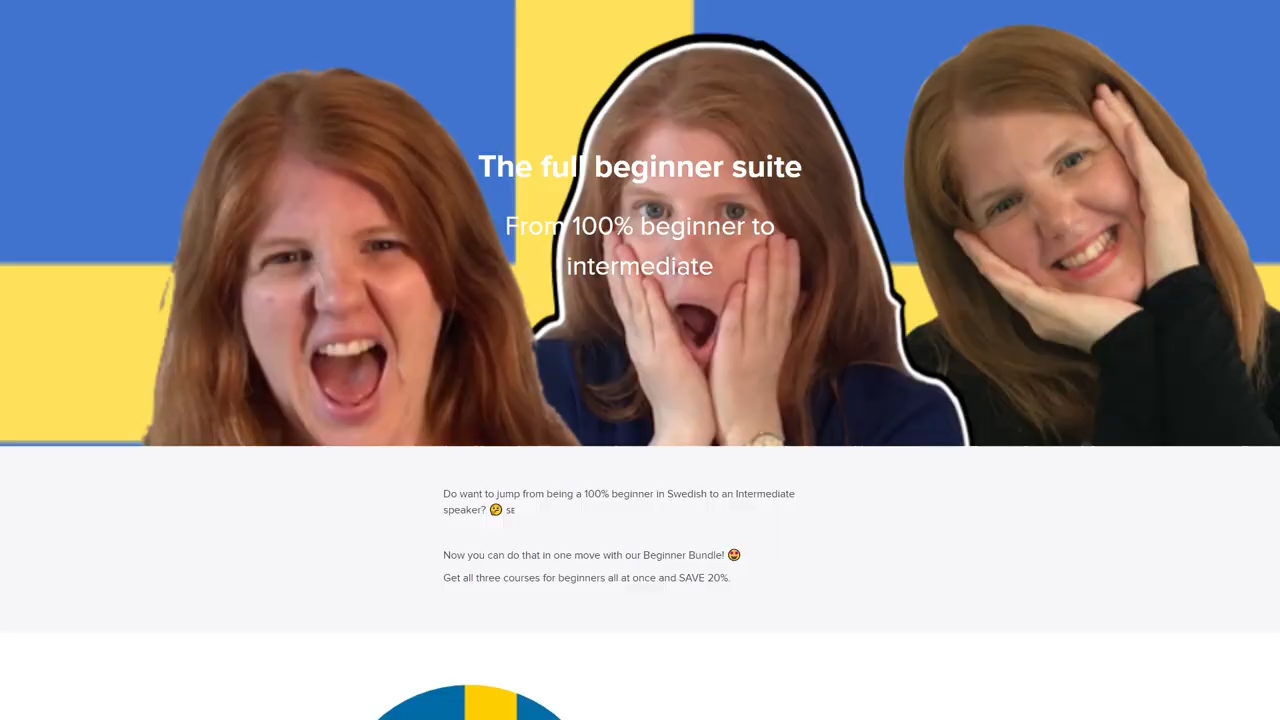 The full beginner suite
From 100% beginner to
intermediate
Do want to jump from being a 100% beginner in Swedish to an Intermediate
speaker? 🤔 SE
Now you can do that in one move with our Beginner Bundle! 🤩
Get all three courses for beginners all at once and SAVE 20%.